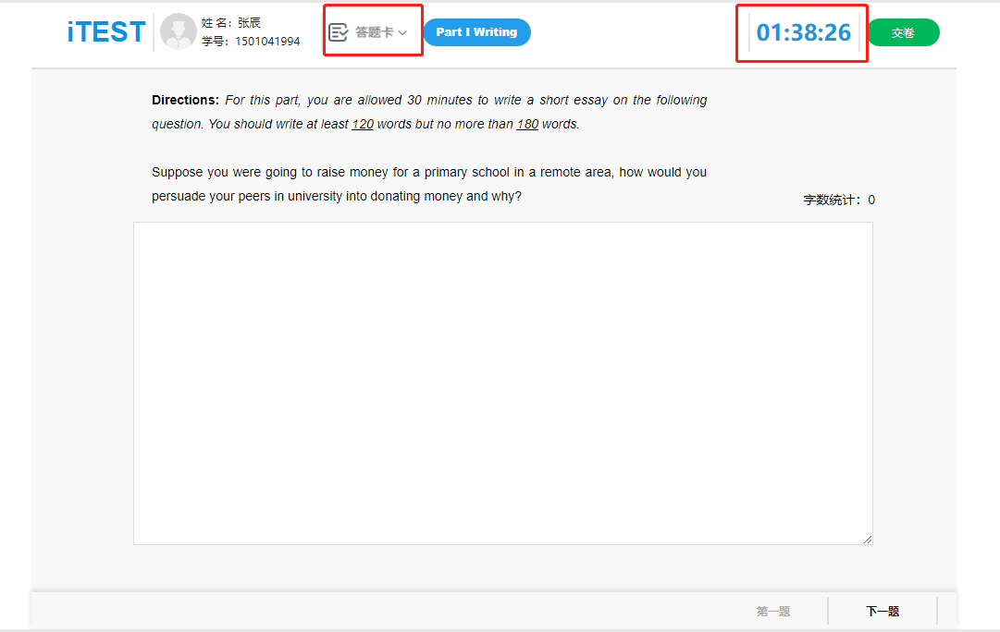 iTEST
姓 名：张辰
学号：1501041994
答题卡
Part I Writing
01:38:26
交卷
Directions: For this part, you are allowed 30 minutes to write a short essay on the following
question. You should write at least 120 words but no more than 180 words.
Suppose you were going to raise money for a primary school in a remote area, how would you
persuade your peers in university into donating money and why?
字数统计：0
第一题
下一题